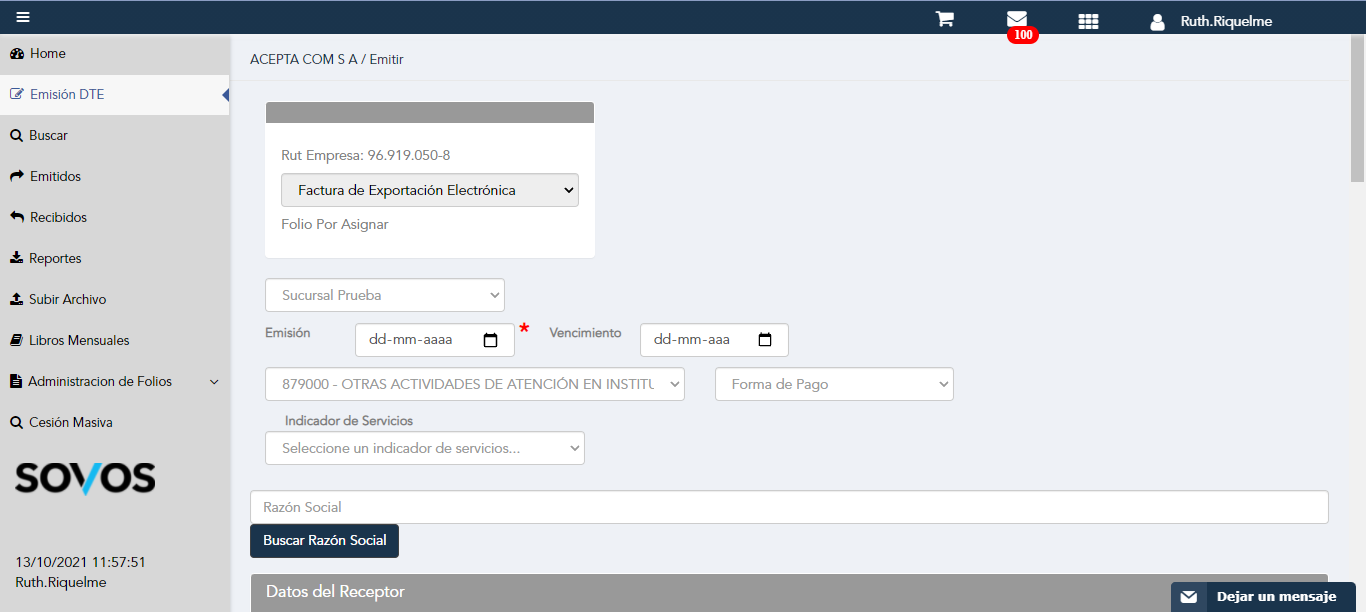 Ruth.Riquelme
100
Home
Emisión DTE
Buscar
Emitidos
Recibidos
Reportes
Subir Archivo
Libros Mensuales
Administracion de Folios
Cesión Masiva
SOVOS
13/10/2021 11:57:51
Ruth.Riquelme
ACEPTA COM S A / Emitir
Rut Empresa: 96.919.050-8
Factura de Exportación Electrónica
Folio Por Asignar
Sucursal Prueba
Emisión dd-mm-aaaa * Vencimiento dd-mm-aaa
879000 - OTRAS ACTIVIDADES DE ATENCIÓN EN INSTITU Forma de Pago
Indicador de Servicios
Seleccione un indicador de servicios...
Razón Social
Buscar Razón Social
Datos del Receptor
Dejar un mensaje